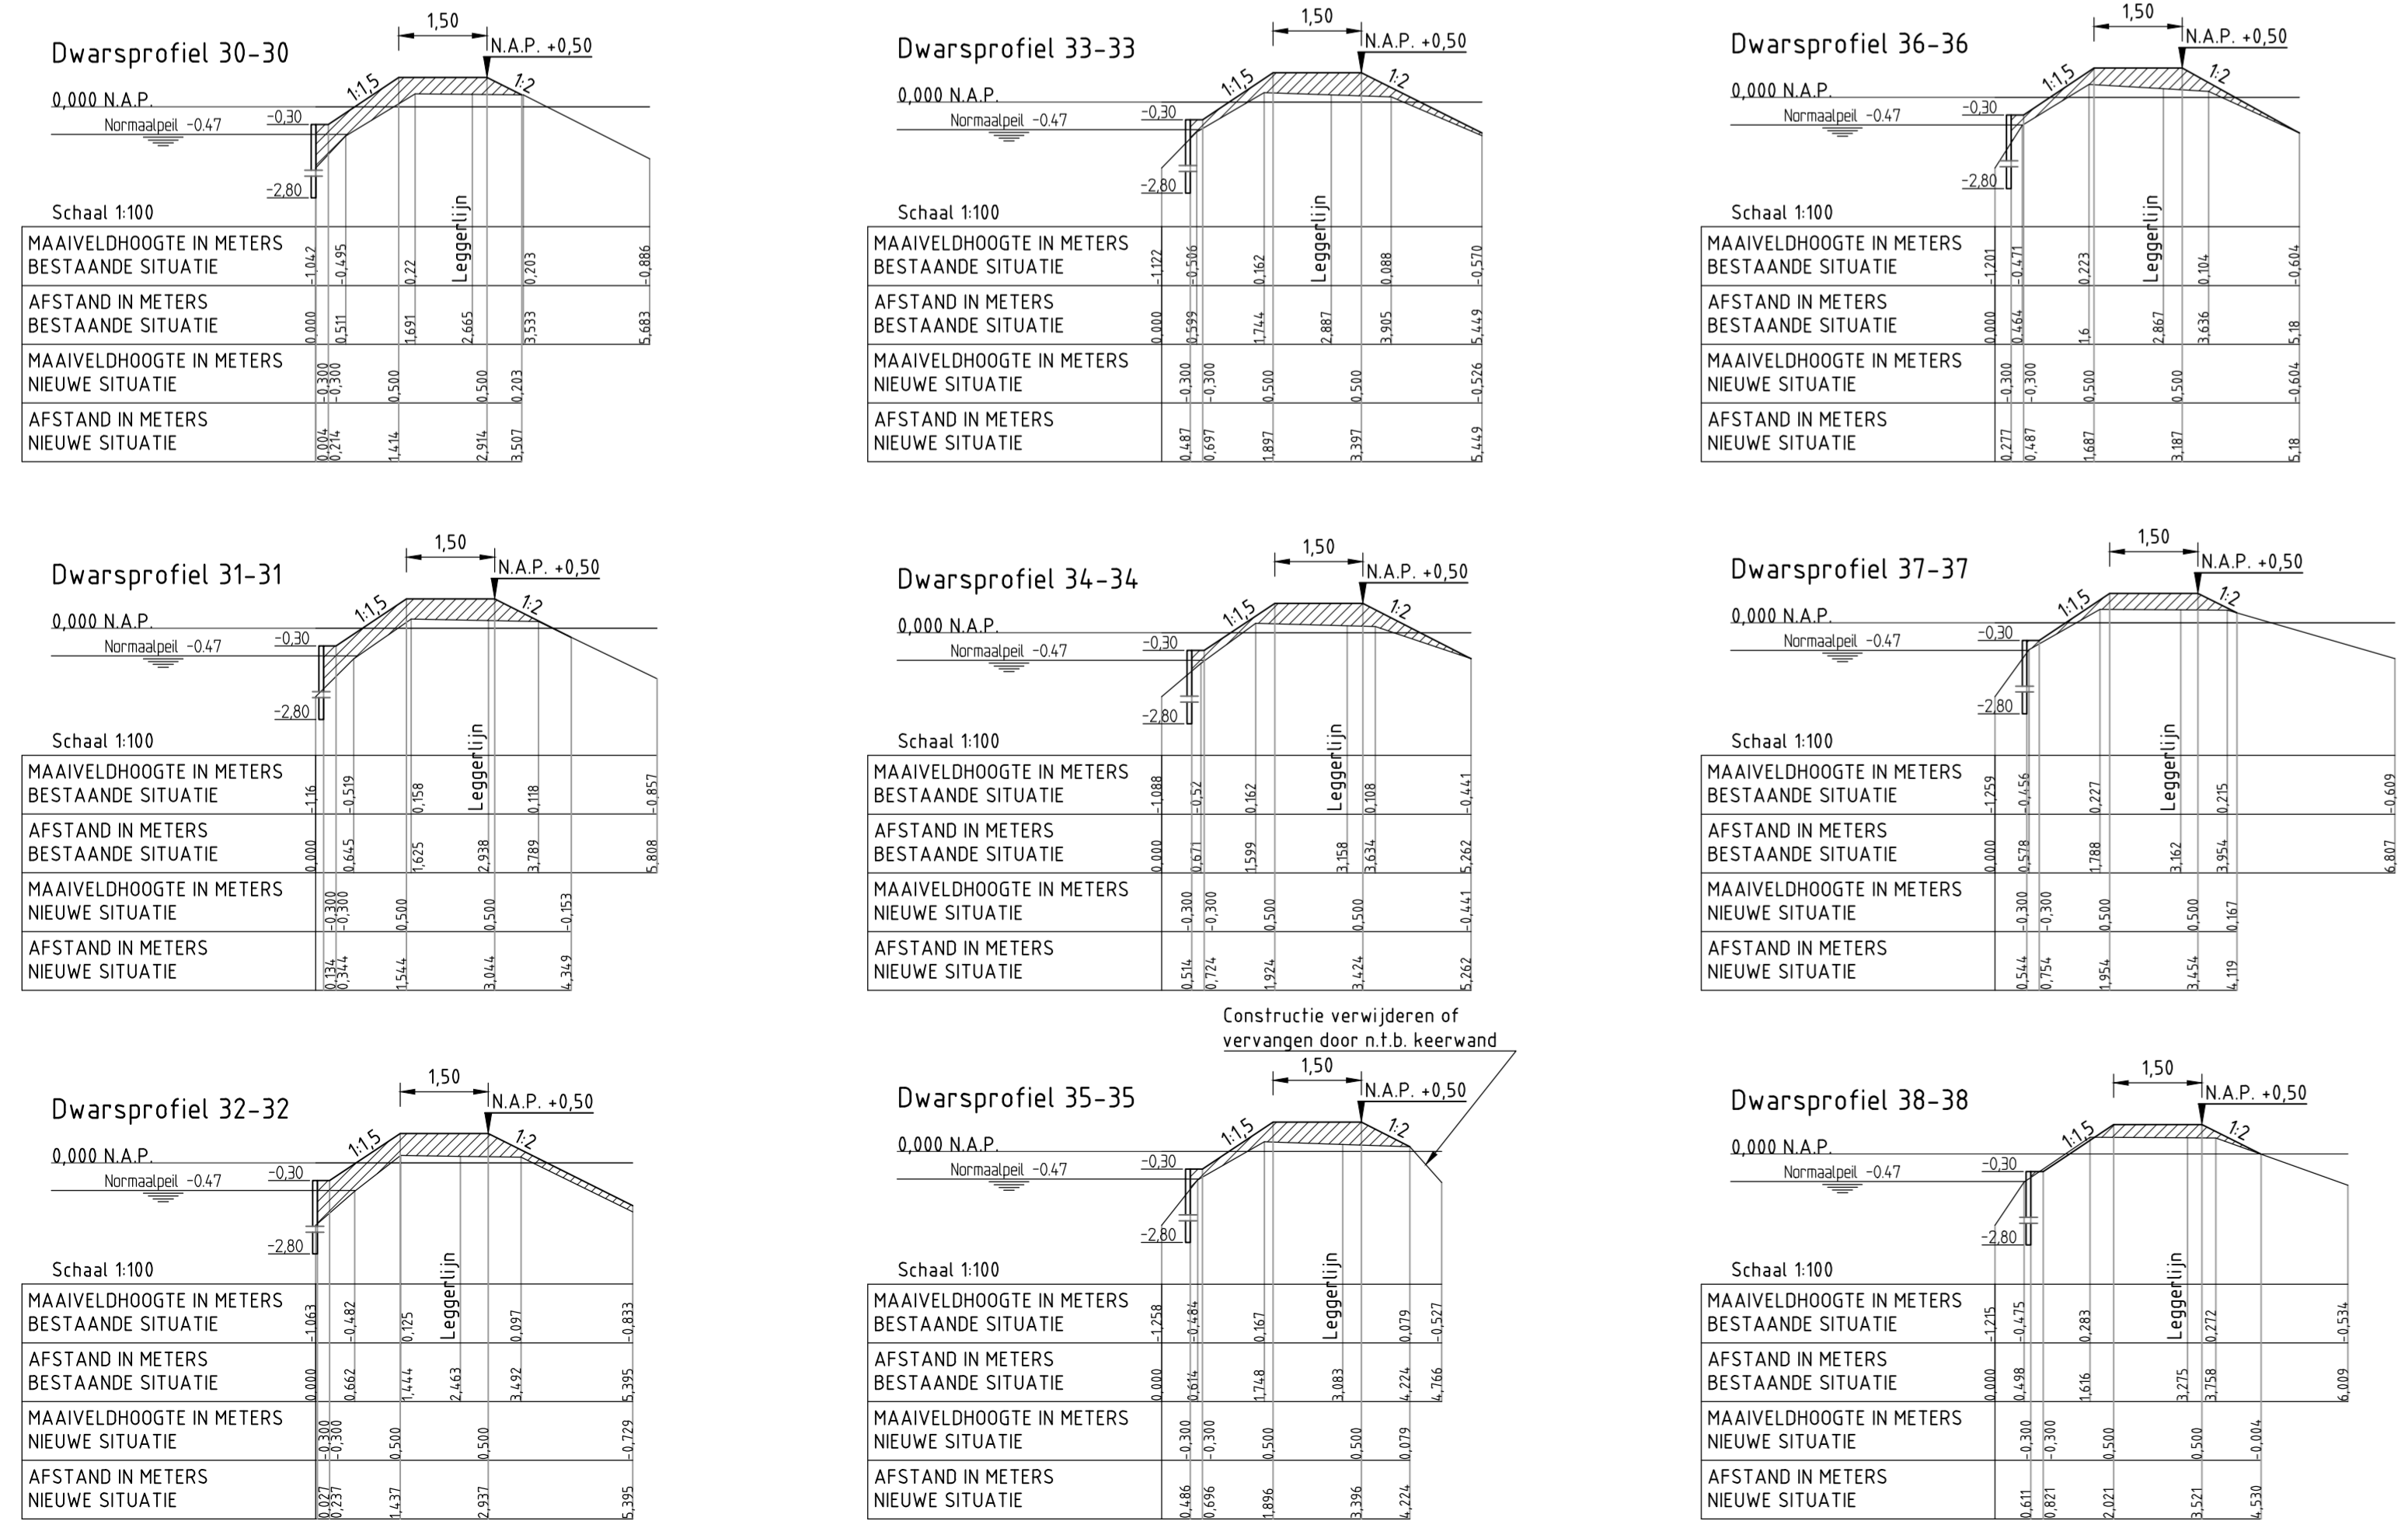 1,50
Dwarsprofiel 30-30
N.A.P. +0,50
1:1,5
1:2
0,000 N.A.P.
-0,30
Normaalpeil -0.47
-2,80
Schaal 1:100
Leggerlijn
MAAIVELDHOOGTE IN METERS
BESTAANDE SITUATIE
-1,042 -0,495 0,22 0,203 -0,886
AFSTAND IN METERS
BESTAANDE SITUATIE
0,000 0,511 1,691 2,665 3,533 5,683
MAAIVELDHOOGTE IN METERS
NIEUWE SITUATIE
-0,300 -0,300 0,500 0,500 0,203
AFSTAND IN METERS
NIEUWE SITUATIE
0,004 0,214 1,414 2,914 3,507
1,50
Dwarsprofiel 33-33
N.A.P. +0,50
1:1,5
1:2
0,000 N.A.P.
-0,30
Normaalpeil -0.47
-2,80
Schaal 1:100
Leggerlijn
MAAIVELDHOOGTE IN METERS
BESTAANDE SITUATIE
-1,122 -0,506 0,162 0,088 -0,570
AFSTAND IN METERS
BESTAANDE SITUATIE
0,000 0,599 1,744 2,887 3,905 5,449
MAAIVELDHOOGTE IN METERS
NIEUWE SITUATIE
-0,300 -0,300 0,500 0,500 -0,526
AFSTAND IN METERS
NIEUWE SITUATIE
0,487 0,697 1,897 3,397 5,449
1,50
Dwarsprofiel 36-36
N.A.P. +0,50
1:1,5
1:2
0,000 N.A.P.
-0,30
Normaalpeil -0.47
-2,80
Schaal 1:100
Leggerlijn
MAAIVELDHOOGTE IN METERS
BESTAANDE SITUATIE
-1,201 -0,471 0,223 0,104 -0,604
AFSTAND IN METERS
BESTAANDE SITUATIE
0,000 0,464 1,6 2,867 3,636 5,18
MAAIVELDHOOGTE IN METERS
NIEUWE SITUATIE
-0,300 -0,300 0,500 0,500 -0,604
AFSTAND IN METERS
NIEUWE SITUATIE
0,277 0,487 1,687 3,187 5,18
1,50
Dwarsprofiel 31-31
N.A.P. +0,50
1:1,5
1:2
0,000 N.A.P.
-0,30
Normaalpeil -0.47
-2,80
Schaal 1:100
Leggerlijn
MAAIVELDHOOGTE IN METERS
BESTAANDE SITUATIE
-1,16 -0,519 0,158 0,118 -0,857
AFSTAND IN METERS
BESTAANDE SITUATIE
0,000 0,645 1,625 2,938 3,789 5,808
MAAIVELDHOOGTE IN METERS
NIEUWE SITUATIE
-0,300 -0,300 0,500 0,500 -0,153
AFSTAND IN METERS
NIEUWE SITUATIE
0,134 0,344 1,544 3,044 4,349
1,50
Dwarsprofiel 34-34
N.A.P. +0,50
1:1,5
1:2
0,000 N.A.P.
-0,30
Normaalpeil -0.47
-2,80
Schaal 1:100
Leggerlijn
MAAIVELDHOOGTE IN METERS
BESTAANDE SITUATIE
-1,088 -0,52 0,162 0,108 -0,441
AFSTAND IN METERS
BESTAANDE SITUATIE
0,000 0,671 1,599 3,158 3,634 5,262
MAAIVELDHOOGTE IN METERS
NIEUWE SITUATIE
-0,300 -0,300 0,500 0,500 -0,441
AFSTAND IN METERS
NIEUWE SITUATIE
0,514 0,724 1,924 3,424 5,262
1,50
Dwarsprofiel 37-37
N.A.P. +0,50
1:1,5
1:2
0,000 N.A.P.
-0,30
Normaalpeil -0.47
-2,80
Schaal 1:100
Leggerlijn
MAAIVELDHOOGTE IN METERS
BESTAANDE SITUATIE
-1,259 -0,456 0,227 0,215 -0,609
AFSTAND IN METERS
BESTAANDE SITUATIE
0,000 0,578 1,788 3,162 3,954 6,807
MAAIVELDHOOGTE IN METERS
NIEUWE SITUATIE
-0,300 -0,300 0,500 0,500 0,167
AFSTAND IN METERS
NIEUWE SITUATIE
0,544 0,754 1,954 3,454 4,119
1,50
Dwarsprofiel 32-32
N.A.P. +0,50
1:1,5
1:2
0,000 N.A.P.
-0,30
Normaalpeil -0.47
-2,80
Schaal 1:100
Leggerlijn
MAAIVELDHOOGTE IN METERS
BESTAANDE SITUATIE
-1,063 -0,482 0,125 0,097 -0,833
AFSTAND IN METERS
BESTAANDE SITUATIE
0,000 0,662 1,444 2,463 3,492 5,395
MAAIVELDHOOGTE IN METERS
NIEUWE SITUATIE
-0,300 -0,300 0,500 0,500 -0,729
AFSTAND IN METERS
NIEUWE SITUATIE
0,027 0,237 1,437 2,937 5,395
Constructie verwijderen of
vervangen door n.t.b. keerwand
1,50
Dwarsprofiel 35-35
N.A.P. +0,50
1:1,5
1:2
0,000 N.A.P.
-0,30
Normaalpeil -0.47
-2,80
Schaal 1:100
Leggerlijn
MAAIVELDHOOGTE IN METERS
BESTAANDE SITUATIE
-1,258 -0,484 0,167 0,079 -0,527
AFSTAND IN METERS
BESTAANDE SITUATIE
0,000 0,614 1,748 3,083 4,224 4,766
MAAIVELDHOOGTE IN METERS
NIEUWE SITUATIE
-0,300 -0,300 0,500 0,500 0,079
AFSTAND IN METERS
NIEUWE SITUATIE
0,486 0,696 1,896 3,396 4,224
1,50
Dwarsprofiel 38-38
N.A.P. +0,50
1:1,5
1:2
0,000 N.A.P.
-0,30
Normaalpeil -0.47
-2,80
Schaal 1:100
Leggerlijn
MAAIVELDHOOGTE IN METERS
BESTAANDE SITUATIE
-1,215 -0,475 0,283 0,272 -0,534
AFSTAND IN METERS
BESTAANDE SITUATIE
0,000 0,498 1,616 3,275 3,758 6,009
MAAIVELDHOOGTE IN METERS
NIEUWE SITUATIE
-0,300 -0,300 0,500 0,500 -0,004
AFSTAND IN METERS
NIEUWE SITUATIE
0,611 0,821 2,021 3,521 4,530